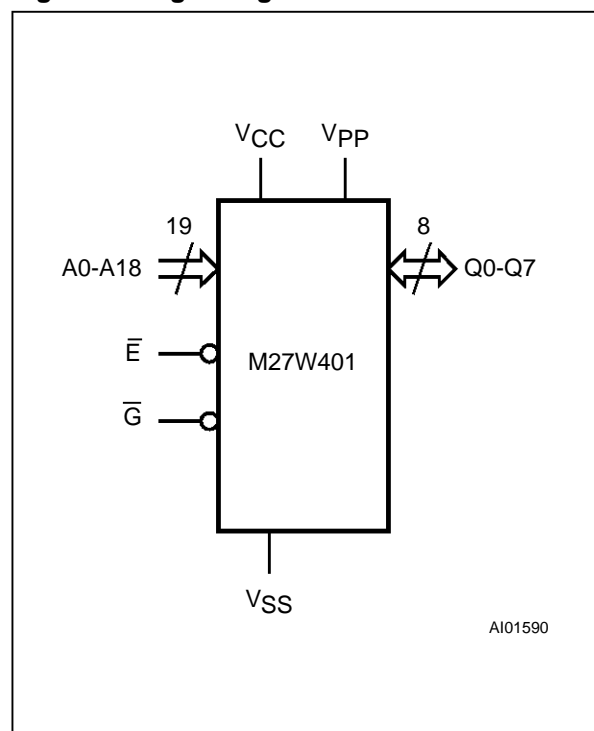 VCC VPP
19 8
A0-A18 Q0-Q7
E̅ M27W401
G̅
VSS
AI01590